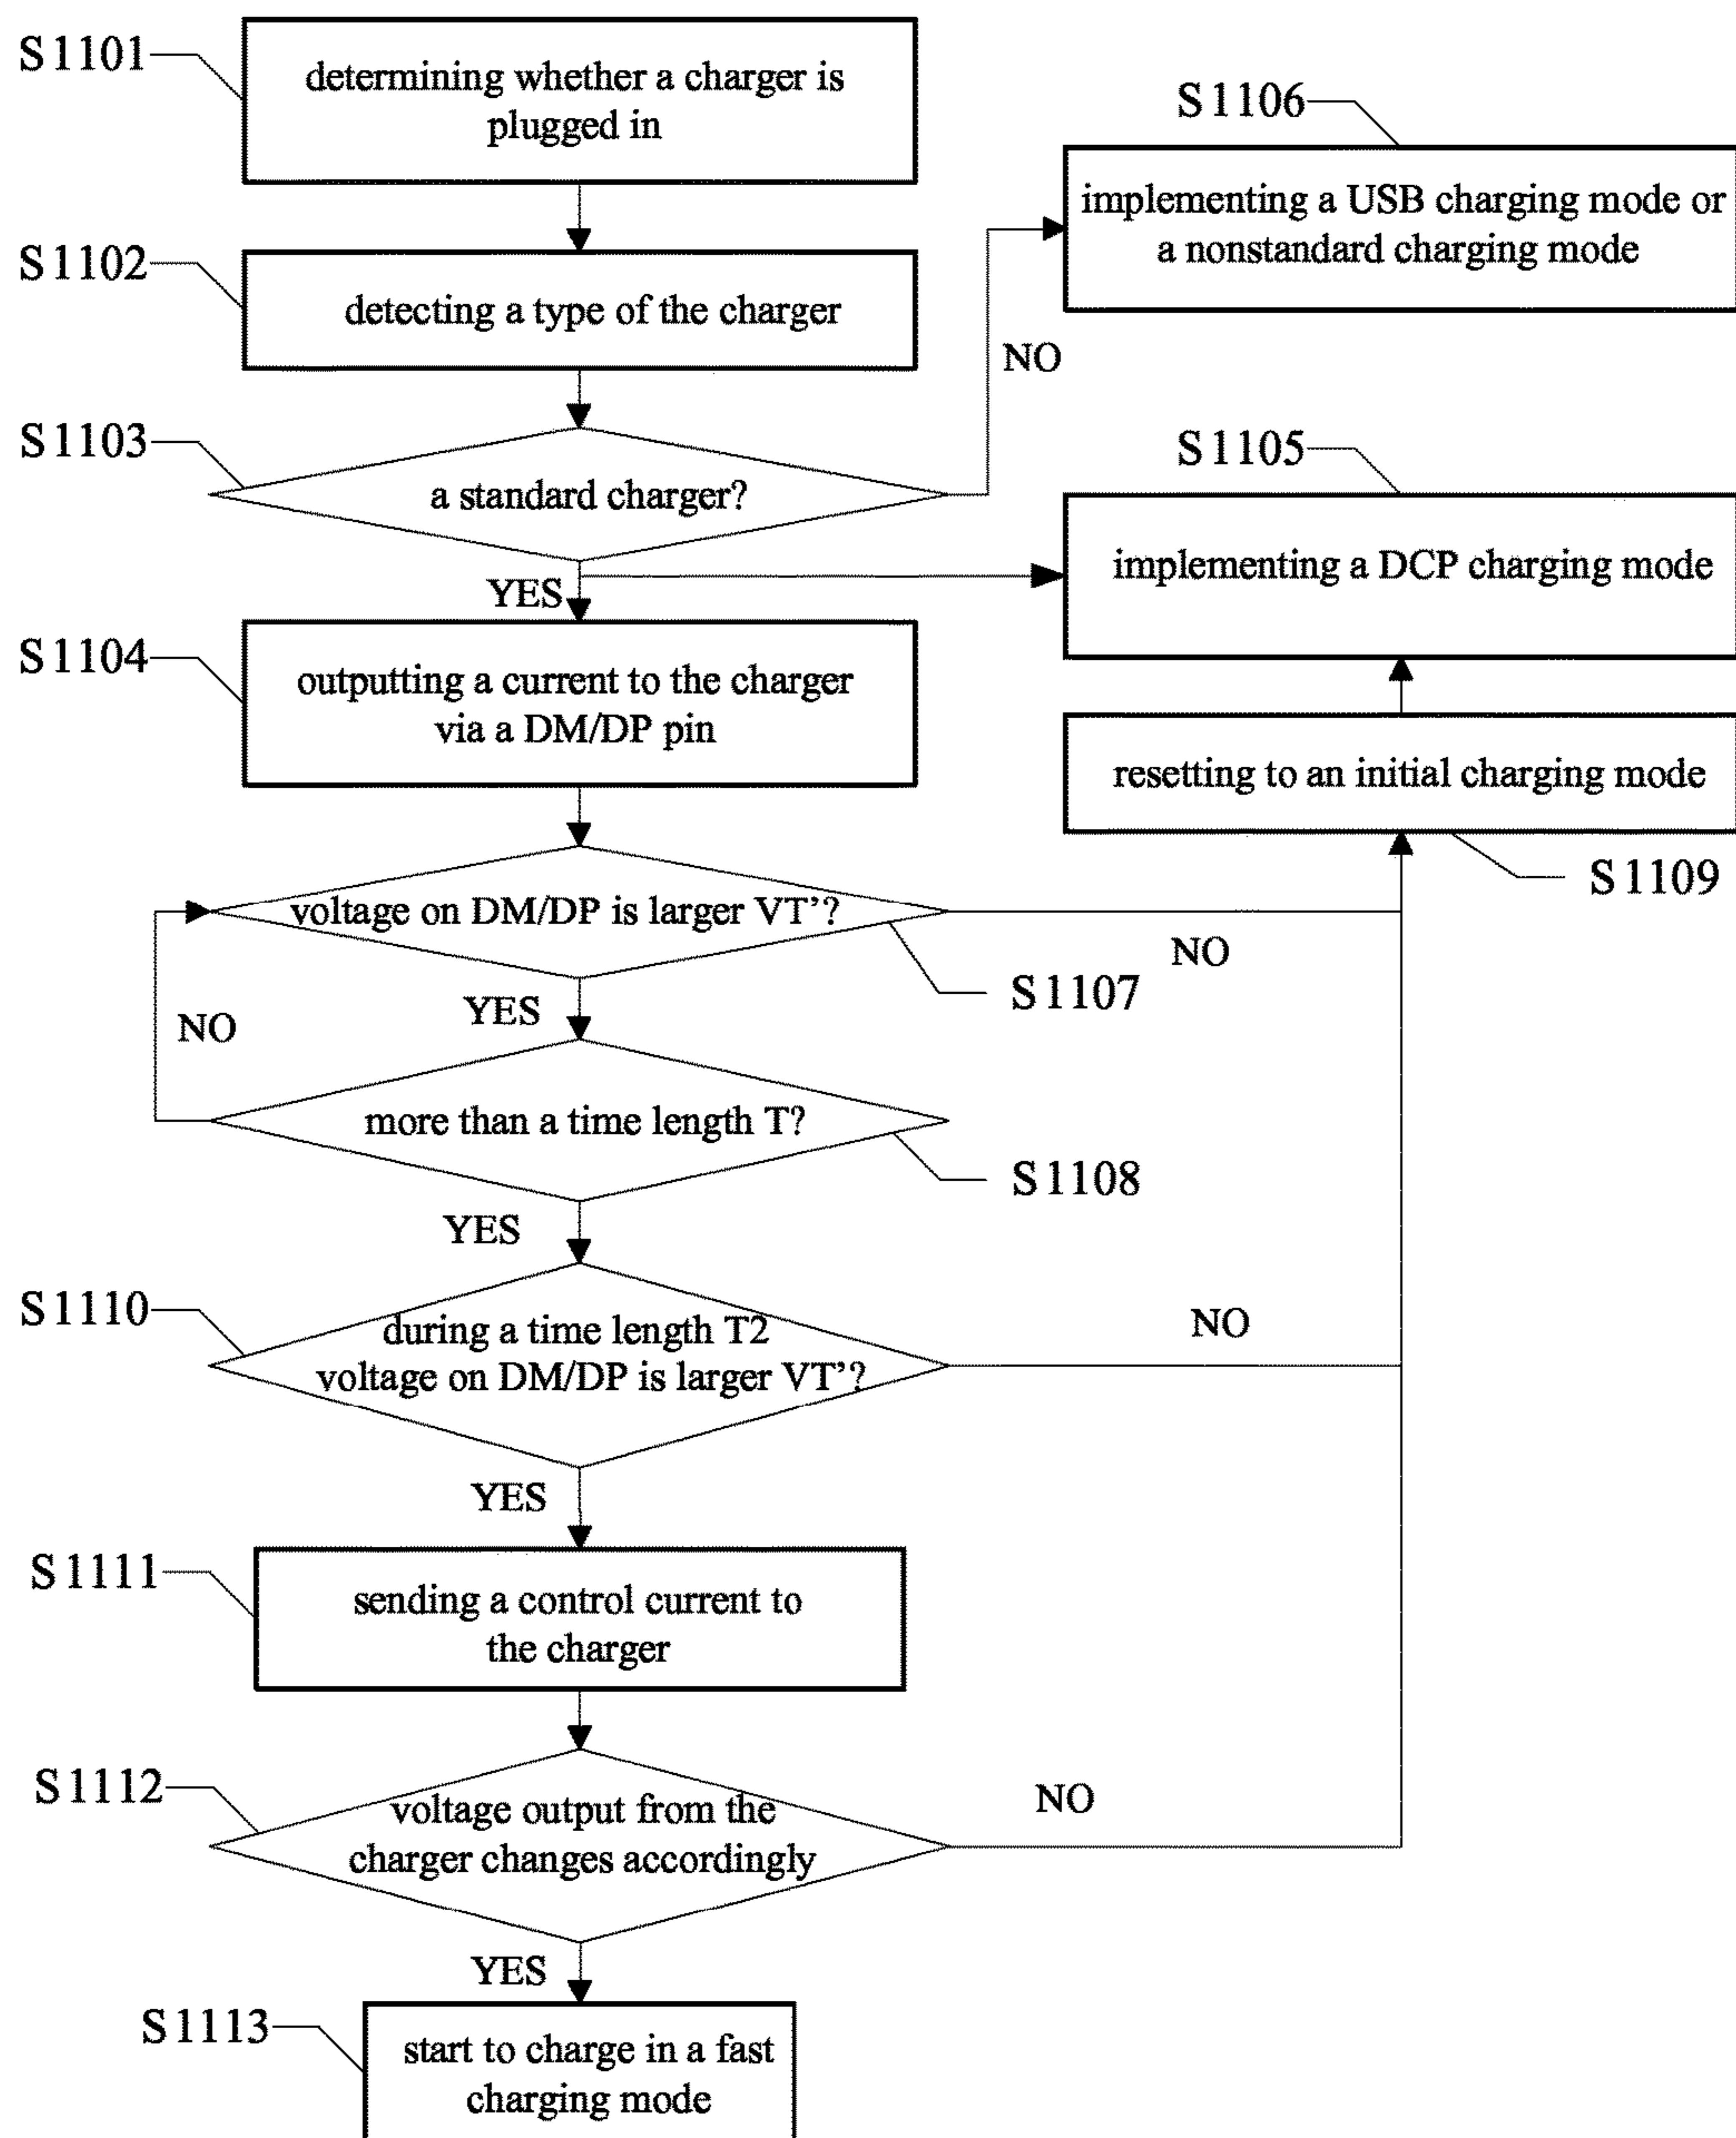 S1101
determining whether a charger is
plugged in
S1106
implementing a USB charging mode or
a nonstandard charging mode
S1102
detecting a type of the charger
NO
S1103
a standard charger?
S1105
implementing a DCP charging mode
YES
S1104
outputting a current to the charger
via a DM/DP pin
resetting to an initial charging mode
S1109
voltage on DM/DP is larger VT’?
NO
S1107
YES
NO
more than a time length T?
S1108
YES
S1110
during a time length T2
voltage on DM/DP is larger VT’?
NO
YES
S1111
sending a control current to
the charger
S1112
voltage output from the
charger changes accordingly
NO
YES
S1113
start to charge in a fast
charging mode